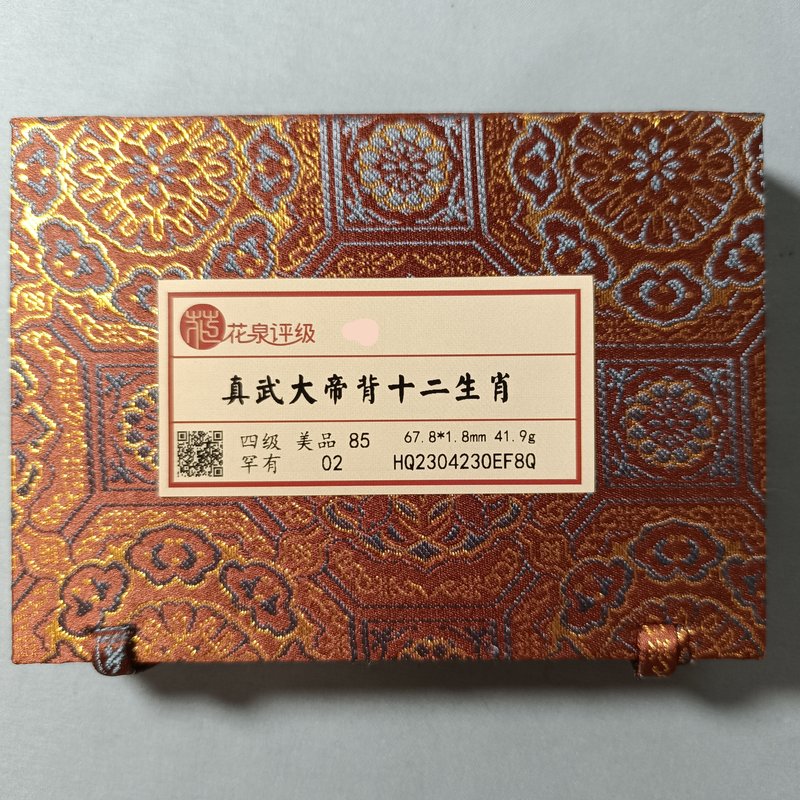 花泉评级
真武大帝背十二生肖
四级 美品 85 67.8*1.8mm 41.9g
罕有 02 HQ2304230EF8Q